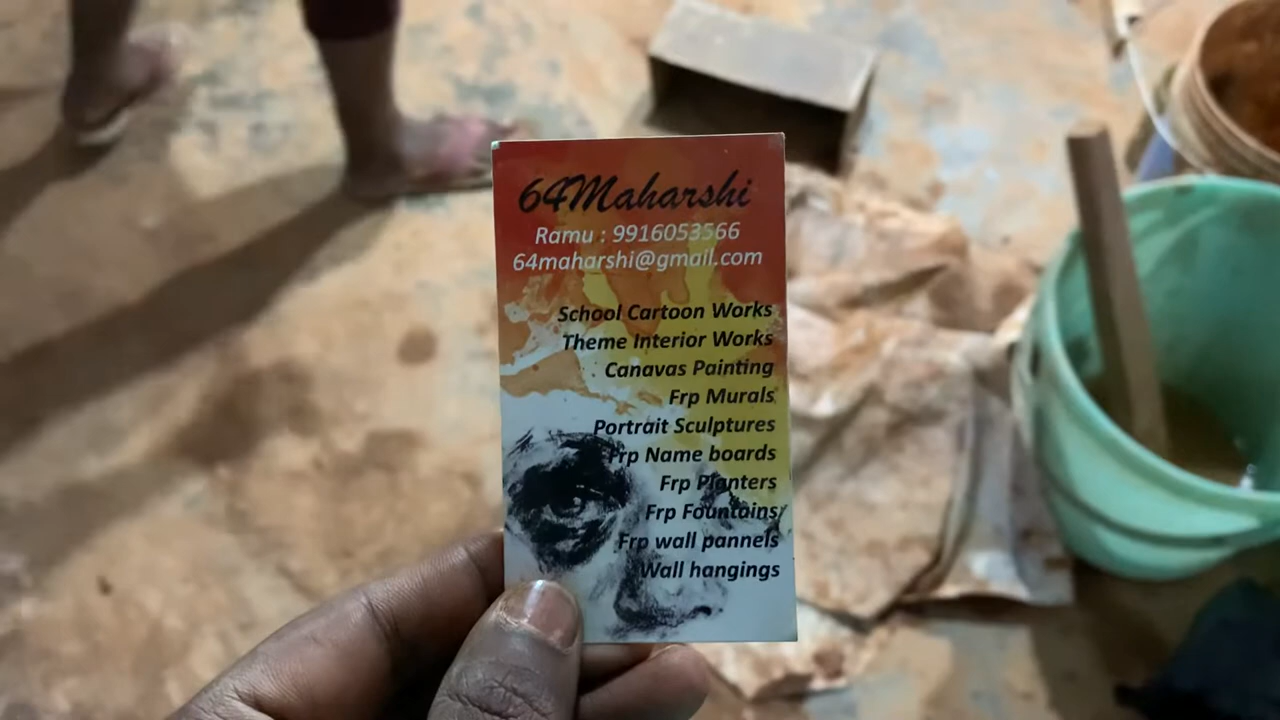 64Maharshi
Ramu : 9916053566
64maharshi@gmail.com
School Cartoon Works
Theme Interior Works
Canavas Painting
Frp Murals
Portrait Sculptures
Frp Name boards
Frp Planters
Frp Fountains
Frp wall pannels
Wall hangings